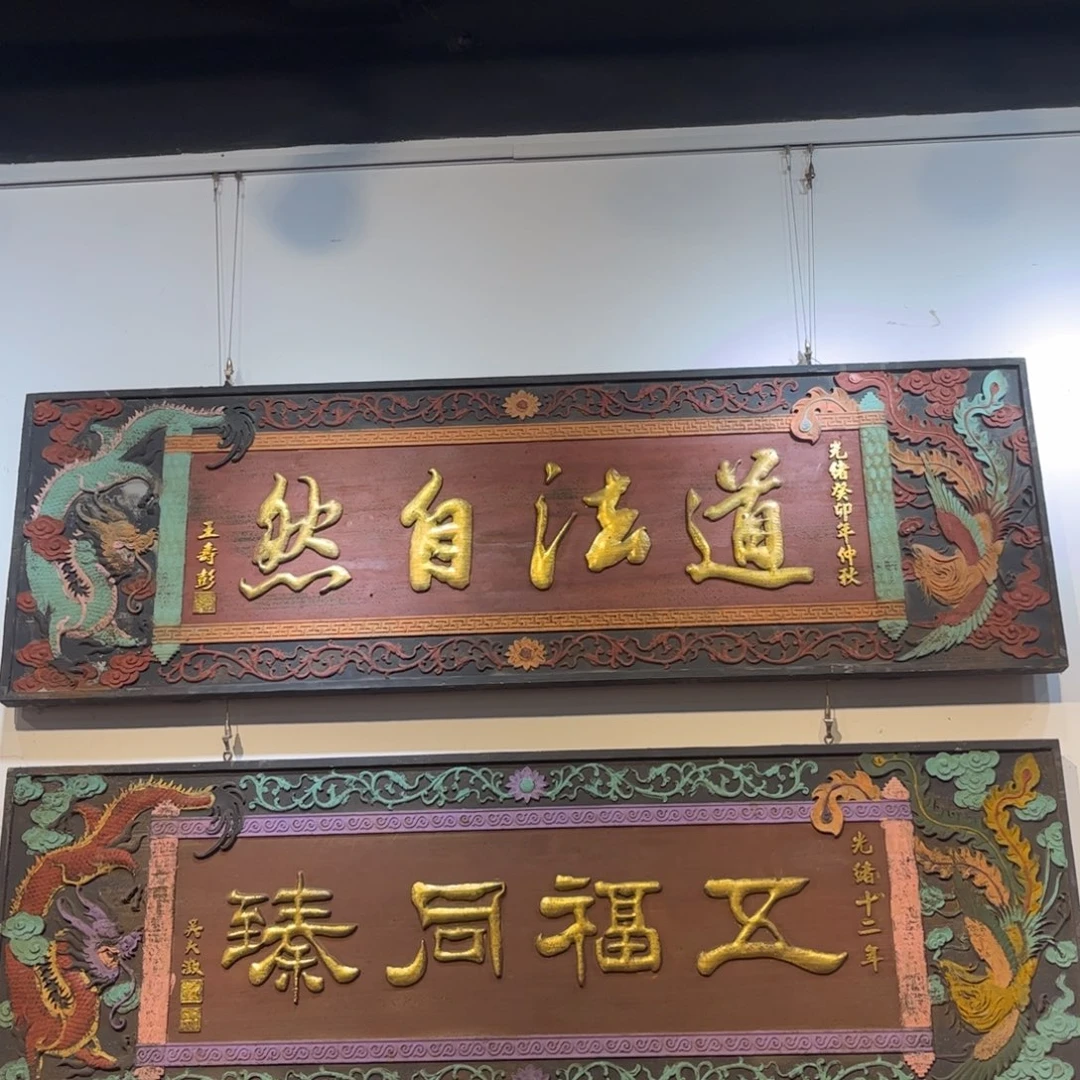 光緒癸卯年仲秋
道法自然
王壽彭
光緒十二年
五福同臻
吳大澂